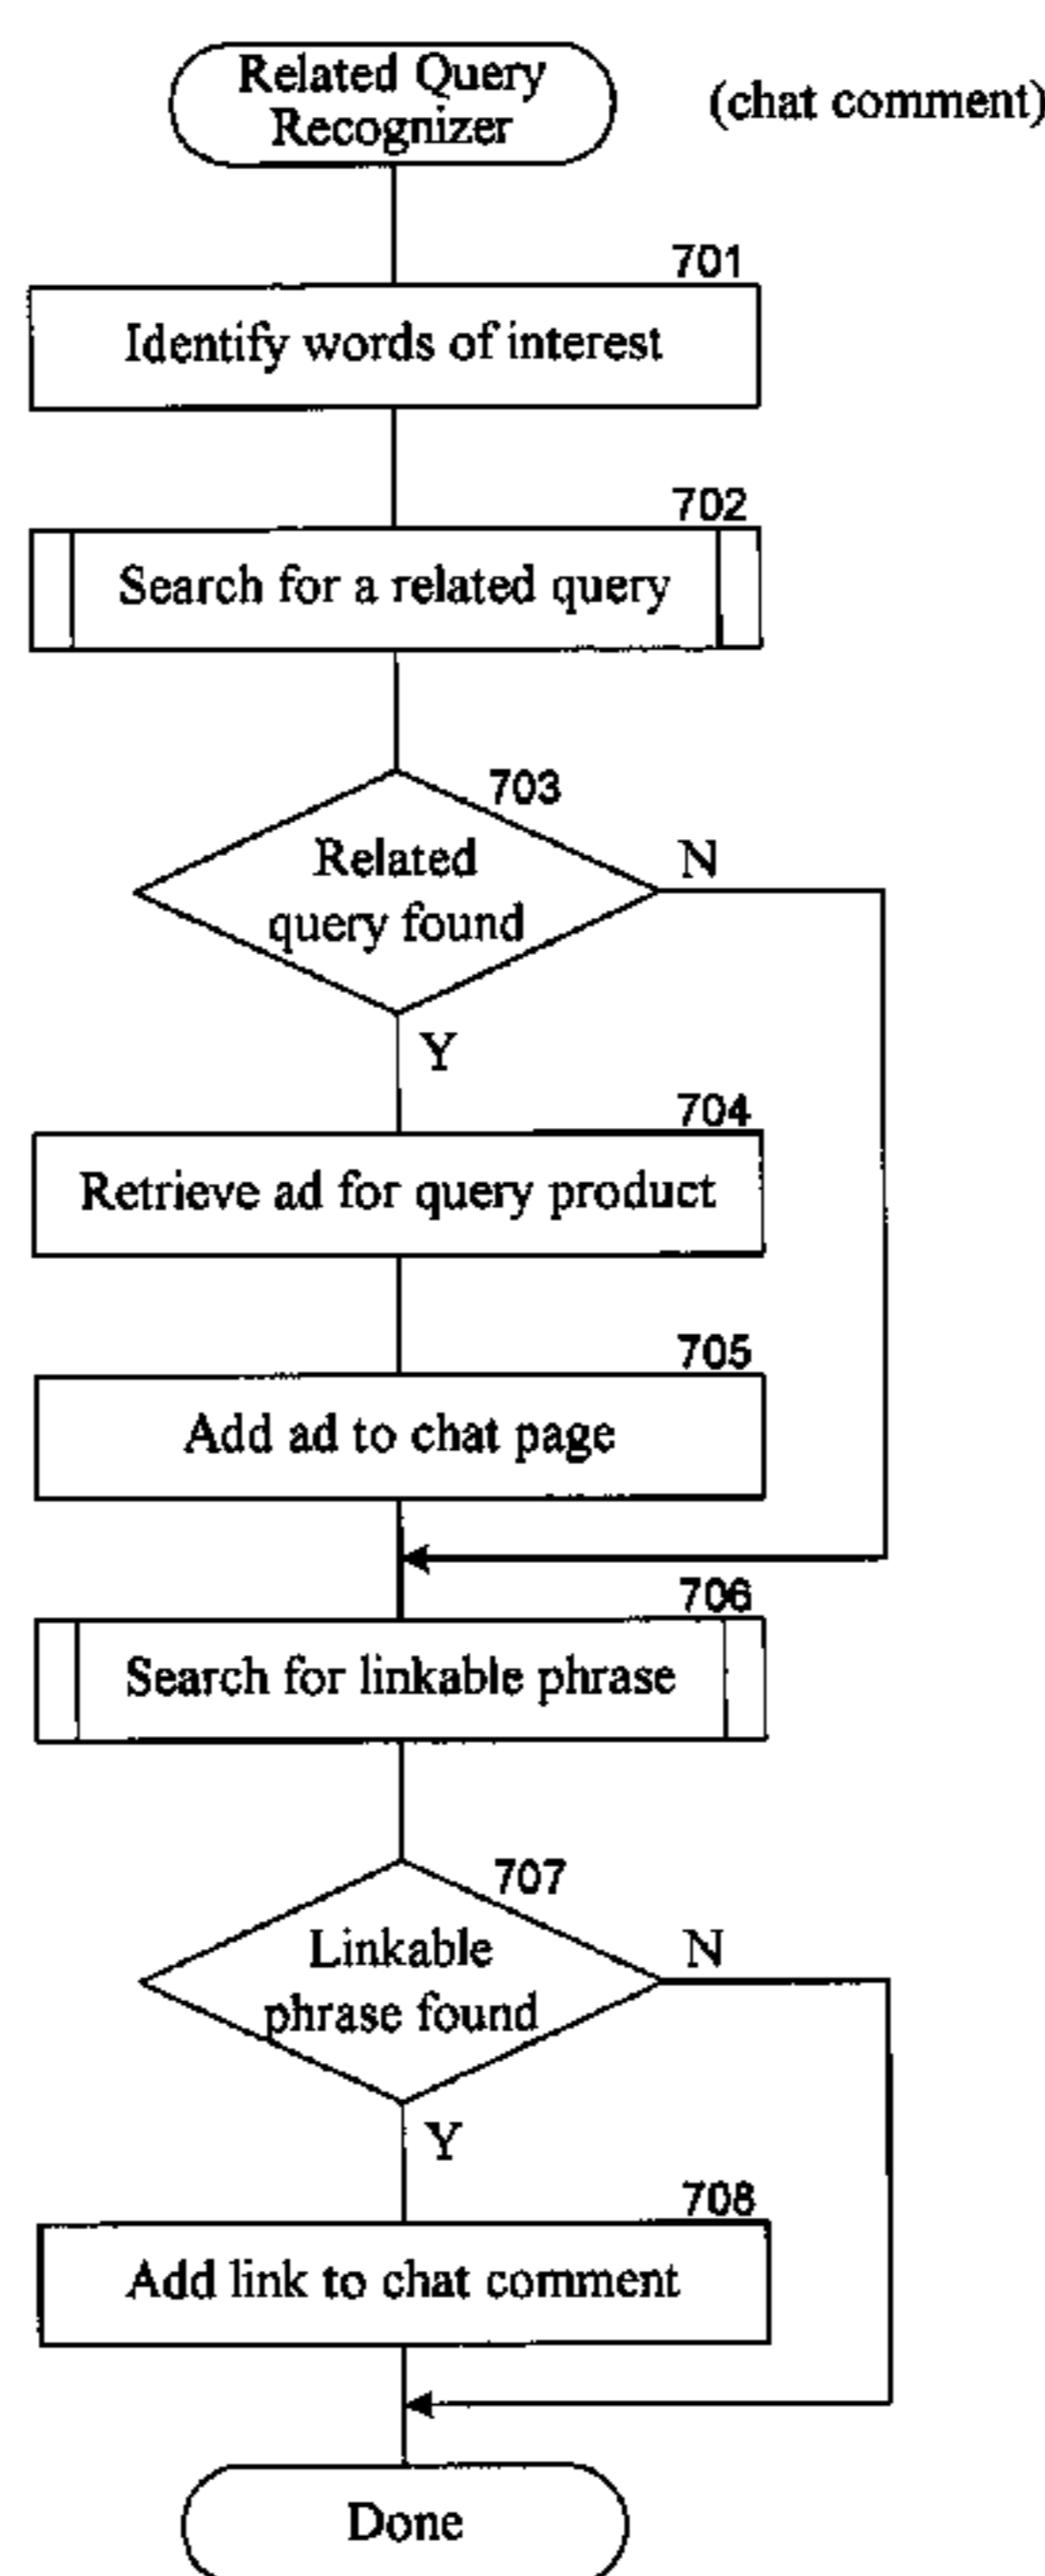 Related Query
Recognizer
(chat comment)
701
Identify words of interest
702
Search for a related query
703
Related
query found
N
Y
704
Retrieve ad for query product
705
Add ad to chat page
706
Search for linkable phrase
707
Linkable
phrase found
N
Y
708
Add link to chat comment
Done